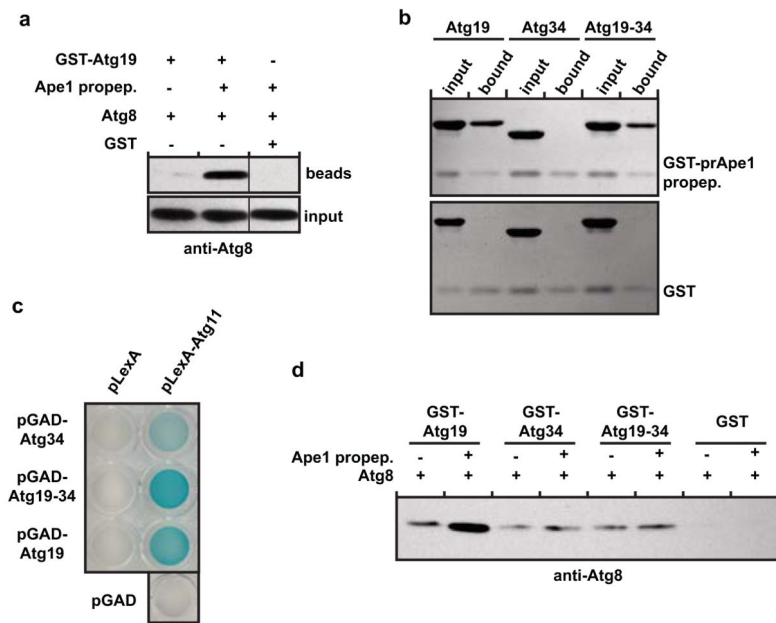 a
GST-Atg19 + + -
Ape1 propep. - + +
Atg8 + + +
GST - - +
beads
input
anti-Atg8
b
Atg19 Atg34 Atg19-34
input bound input bound input bound
GST-prApe1
propep.
GST
c
pLexA pLexA-Atg11
pGAD-
Atg34
pGAD-
Atg19-34
pGAD-
Atg19
pGAD
d
GST-
Atg19
GST-
Atg34
GST-
Atg19-34
GST
Ape1 propep. - + - + - + - +
Atg8 + + + + + + + +
anti-Atg8